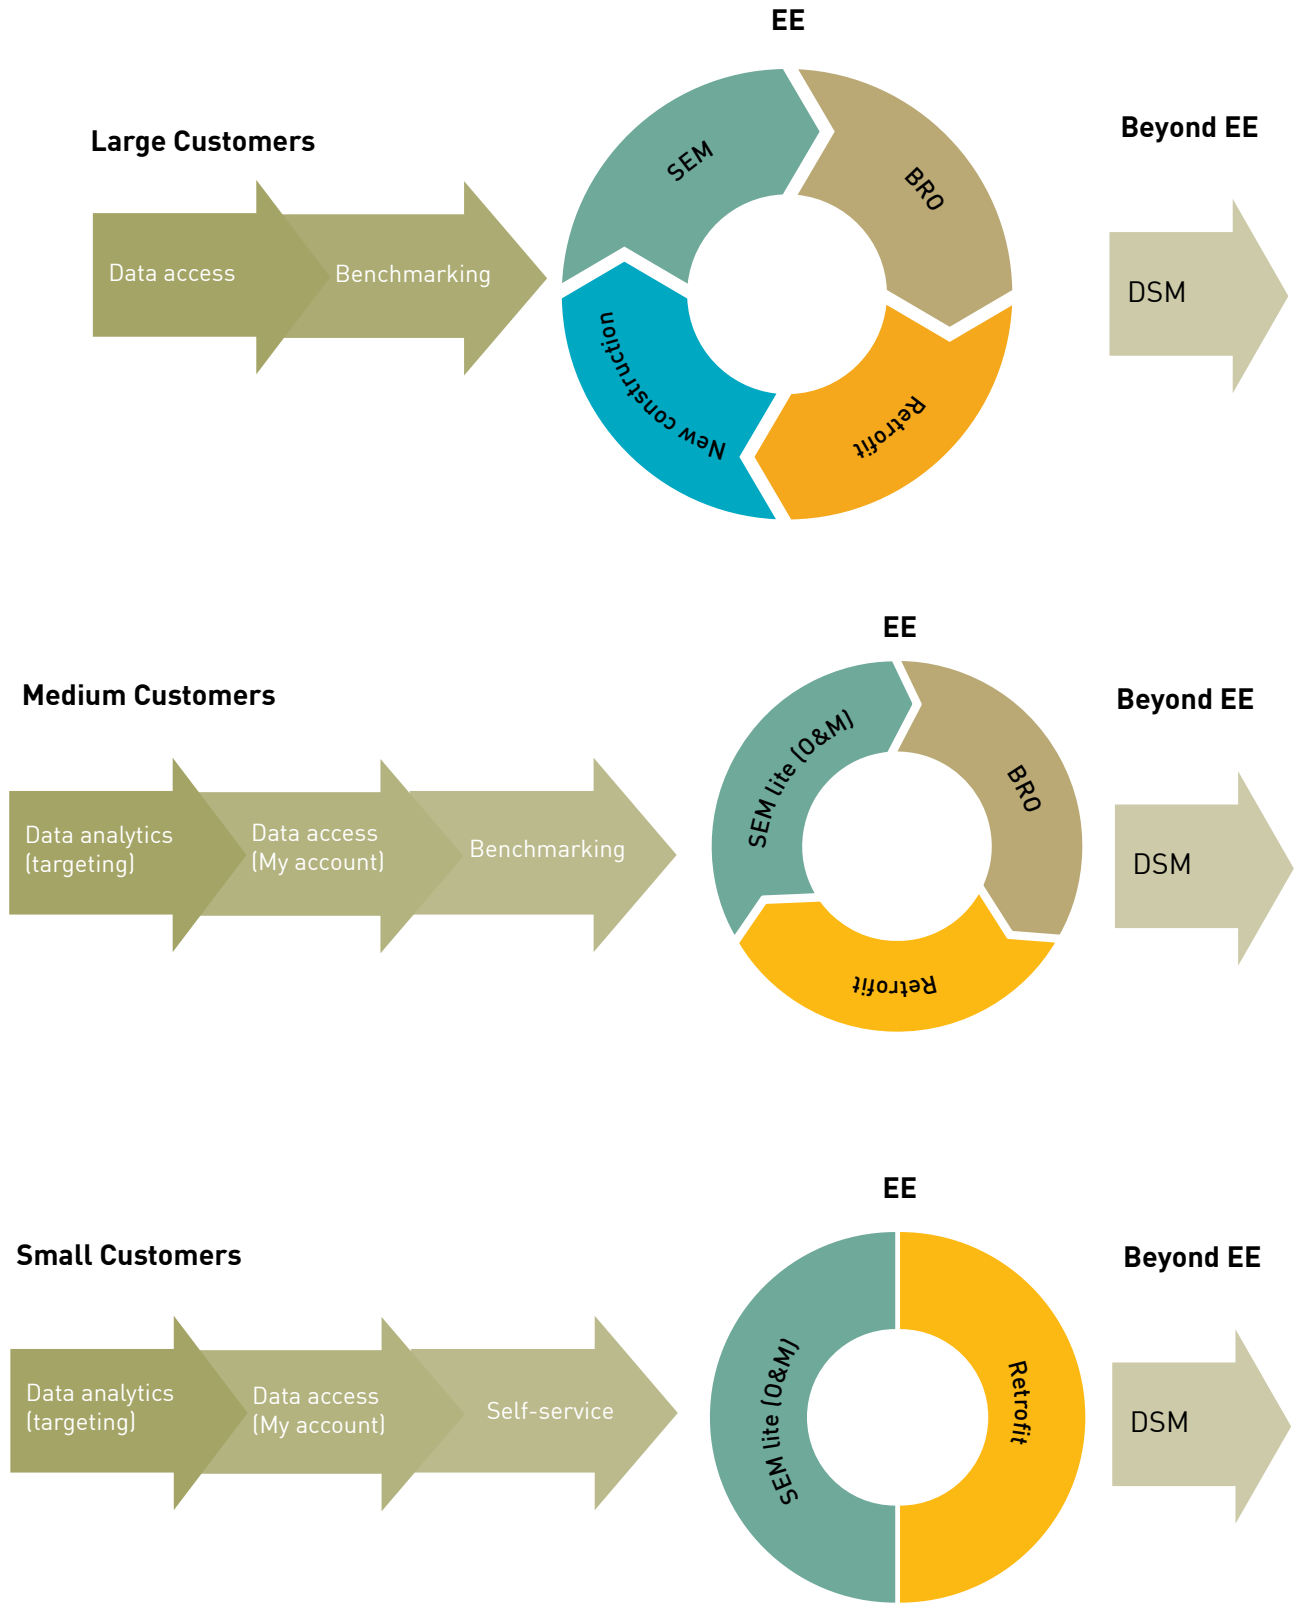 EE
Large Customers
Beyond EE
Data access
Benchmarking
SEM
BRO
Retrofit
New construction
DSM
EE
Medium Customers
Beyond EE
Data analytics
(targeting)
Data access
(My account)
Benchmarking
SEM lite (O&M)
BRO
Retrofit
DSM
EE
Small Customers
Beyond EE
Data analytics
(targeting)
Data access
(My account)
Self-service
SEM lite (O&M)
Retrofit
DSM